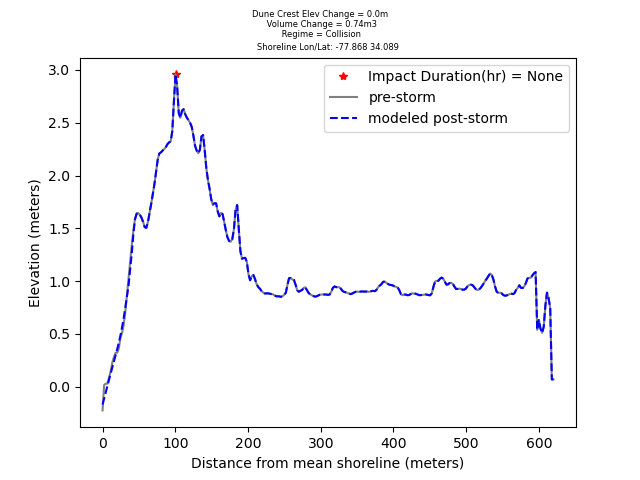 Dune Crest Elev Change = 0.0m
Volume Change = 0.74m3
Regime = Collision
Shoreline Lon/Lat: -77.868 34.089
3.0
2.5
2.0
1.5
1.0
0.5
0.0
Elevation (meters)
Impact Duration(hr) = None
pre-storm
modeled post-storm
0 100 200 300 400 500 600
Distance from mean shoreline (meters)